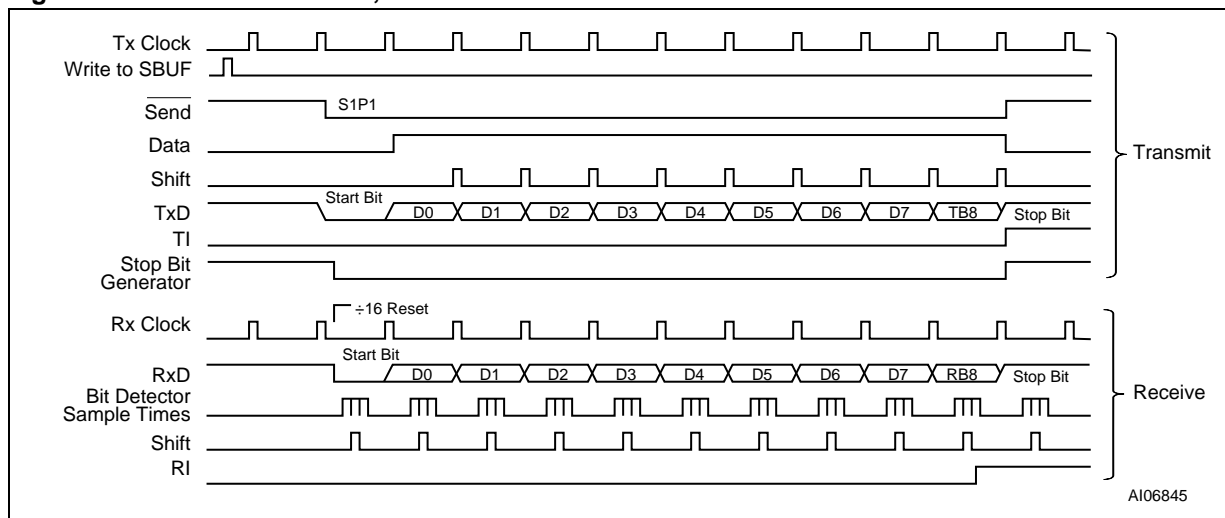 Tx Clock
Write to SBUF
Send
S1P1
Data
Transmit
Shift
Start Bit
TxD
D0 D1 D2 D3 D4 D5 D6 D7 TB8 Stop Bit
TI
Stop Bit
Generator
÷16 Reset
Rx Clock
Start Bit
RxD
D0 D1 D2 D3 D4 D5 D6 D7 RB8 Stop Bit
Bit Detector
Sample Times
Receive
Shift
RI
AI06845